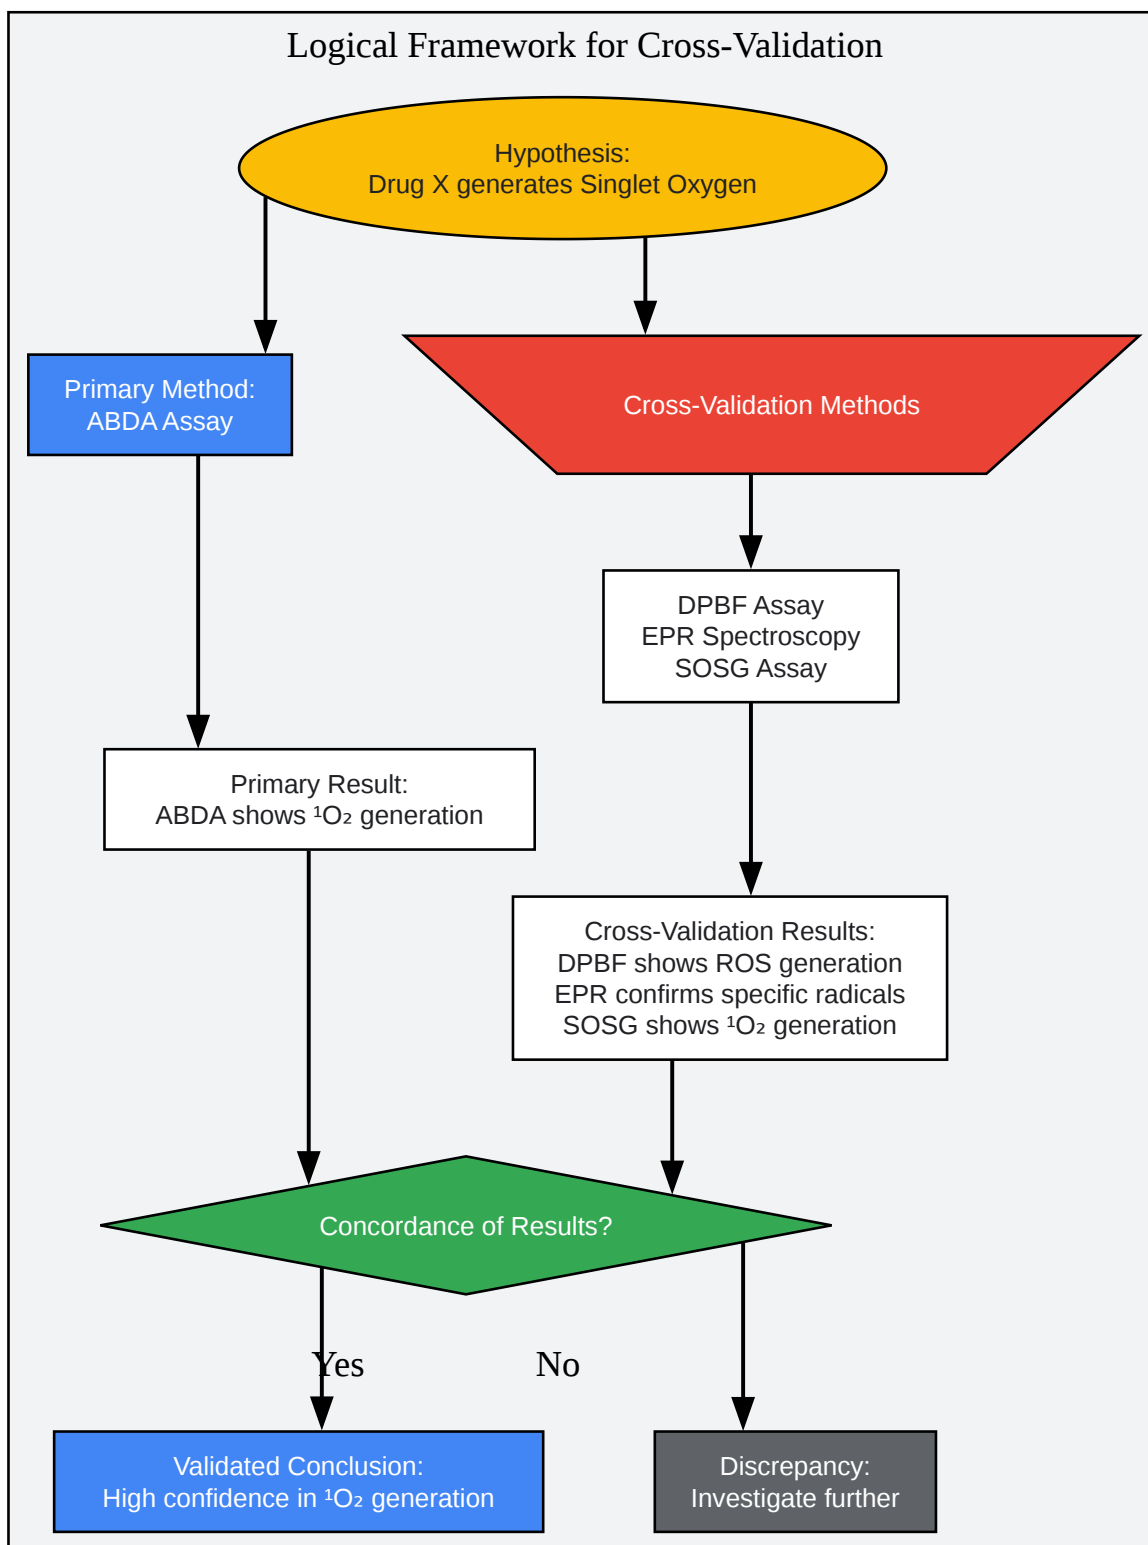 Logical Framework for Cross-Validation
Hypothesis:
Drug X generates Singlet Oxygen
Primary Method:
ABDA Assay
Cross-Validation Methods
DPBF Assay
EPR Spectroscopy
SOSG Assay
Primary Result:
ABDA shows ¹O₂ generation
Cross-Validation Results:
DPBF shows ROS generation
EPR confirms specific radicals
SOSG shows ¹O₂ generation
Concordance of Results?
Yes
No
Validated Conclusion:
High confidence in ¹O₂ generation
Discrepancy:
Investigate further